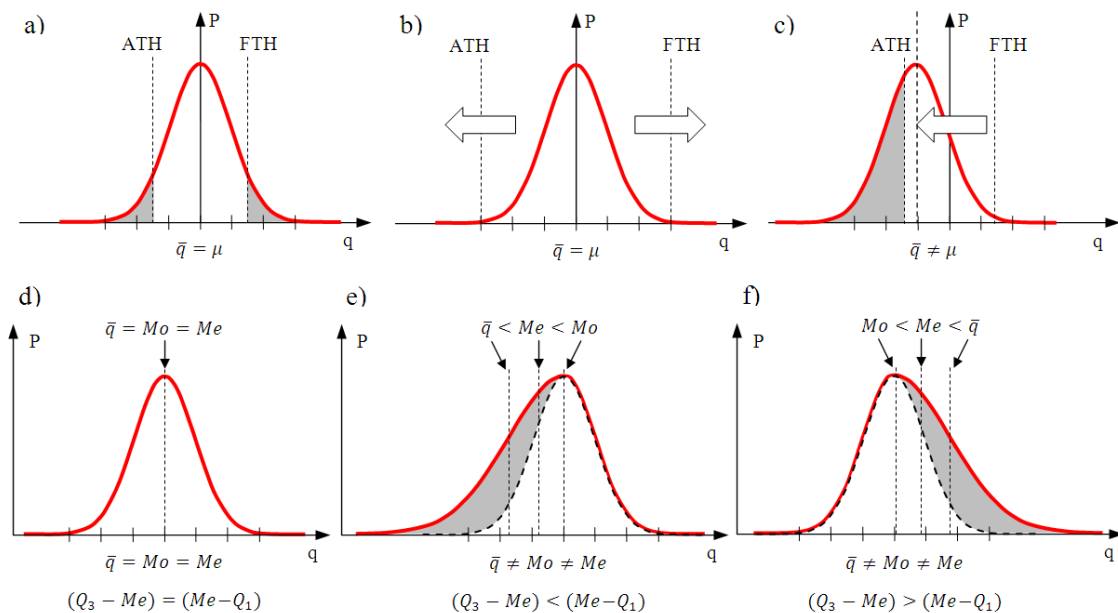 a)
P
ATH
FTH
q
q̄ = μ
b)
P
ATH
FTH
q
q̄ = μ
c)
P
ATH
FTH
q
q̄ ≠ μ
d)
q̄ = Mo = Me
P
q
q̄ = Mo = Me
(Q₃ − Me) = (Me−Q₁)
e)
q̄ < Me < Mo
P
q
q̄ ≠ Mo ≠ Me
(Q₃ − Me) < (Me−Q₁)
f)
Mo < Me < q̄
P
q
q̄ ≠ Mo ≠ Me
(Q₃ − Me) > (Me−Q₁)